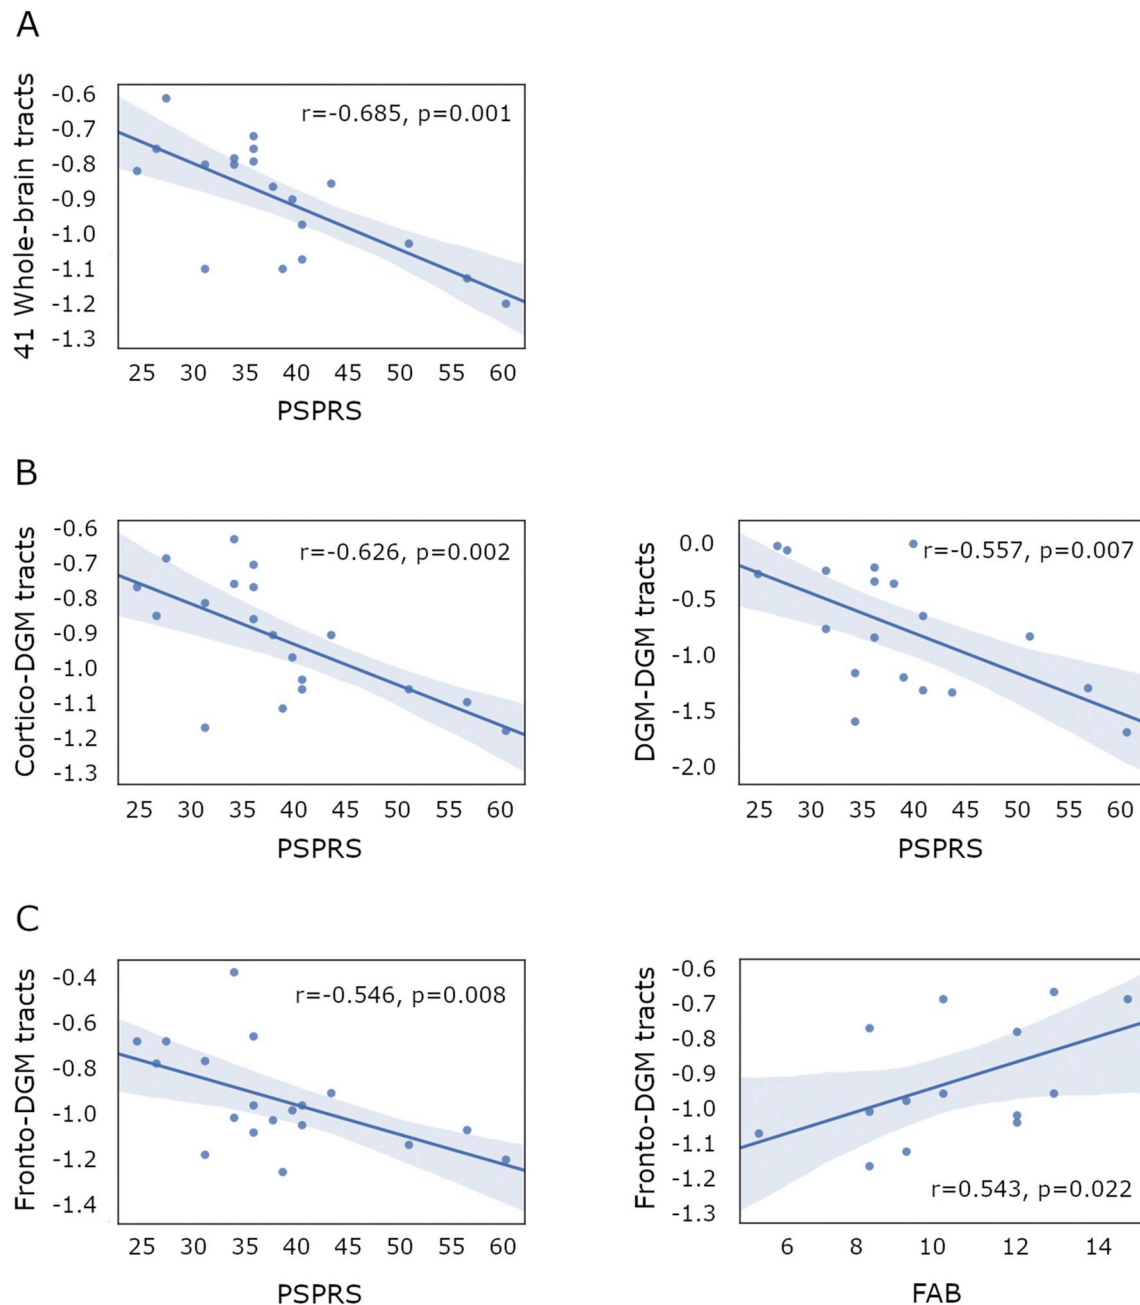 A
41 Whole-brain tracts
-0.6
-0.7
-0.8
-0.9
-1.0
-1.1
-1.2
-1.3
r=-0.685, p=0.001
25 30 35 40 45 50 55 60
PSPRS
B
Cortico-DGM tracts
-0.6
-0.7
-0.8
-0.9
-1.0
-1.1
-1.2
-1.3
r=-0.626, p=0.002
25 30 35 40 45 50 55 60
PSPRS
DGM-DGM tracts
0.0
-0.5
-1.0
-1.5
-2.0
r=-0.557, p=0.007
25 30 35 40 45 50 55 60
PSPRS
C
Fronto-DGM tracts
-0.4
-0.6
-0.8
-1.0
-1.2
-1.4
r=-0.546, p=0.008
25 30 35 40 45 50 55 60
PSPRS
Fronto-DGM tracts
-0.6
-0.7
-0.8
-0.9
-1.0
-1.1
-1.2
-1.3
r=0.543, p=0.022
6 8 10 12 14
FAB